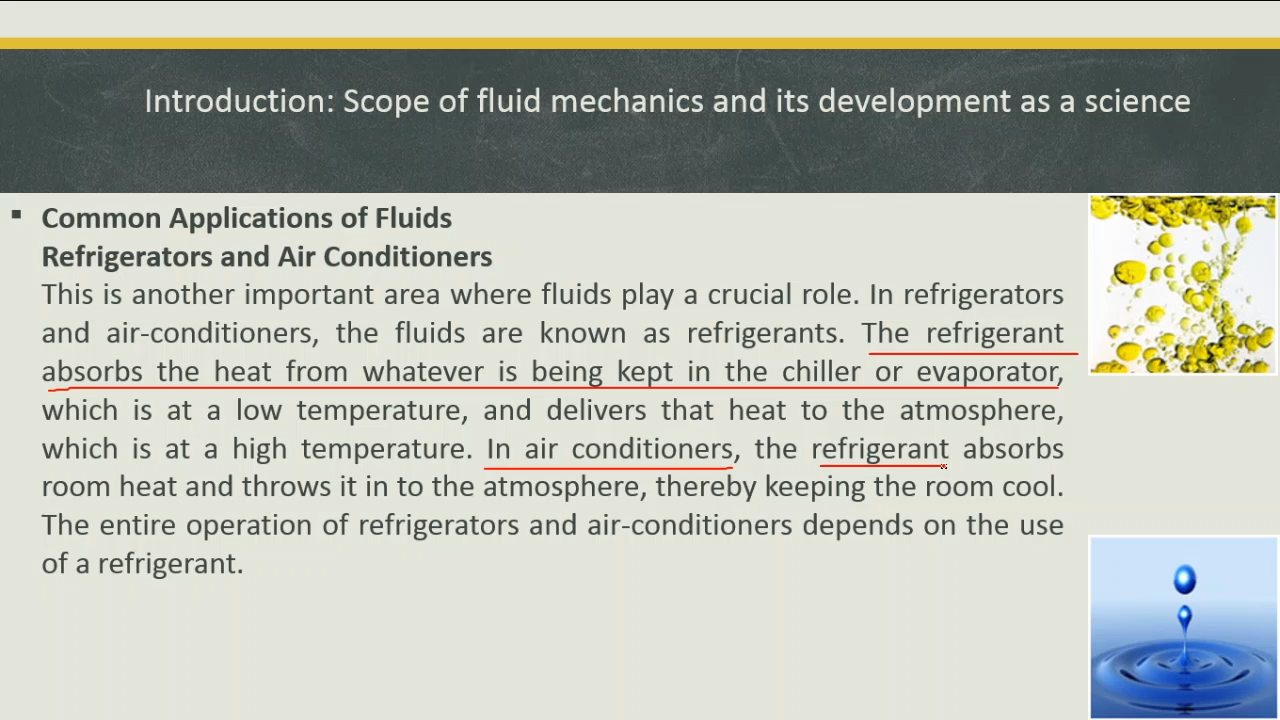 Introduction: Scope of fluid mechanics and its development as a science
Common Applications of Fluids
Refrigerators and Air Conditioners
This is another important area where fluids play a crucial role. In refrigerators
and air-conditioners, the fluids are known as refrigerants. The refrigerant
absorbs the heat from whatever is being kept in the chiller or evaporator,
which is at a low temperature, and delivers that heat to the atmosphere,
which is at a high temperature. In air conditioners, the refrigerant absorbs
room heat and throws it in to the atmosphere, thereby keeping the room cool.
The entire operation of refrigerators and air-conditioners depends on the use
of a refrigerant.